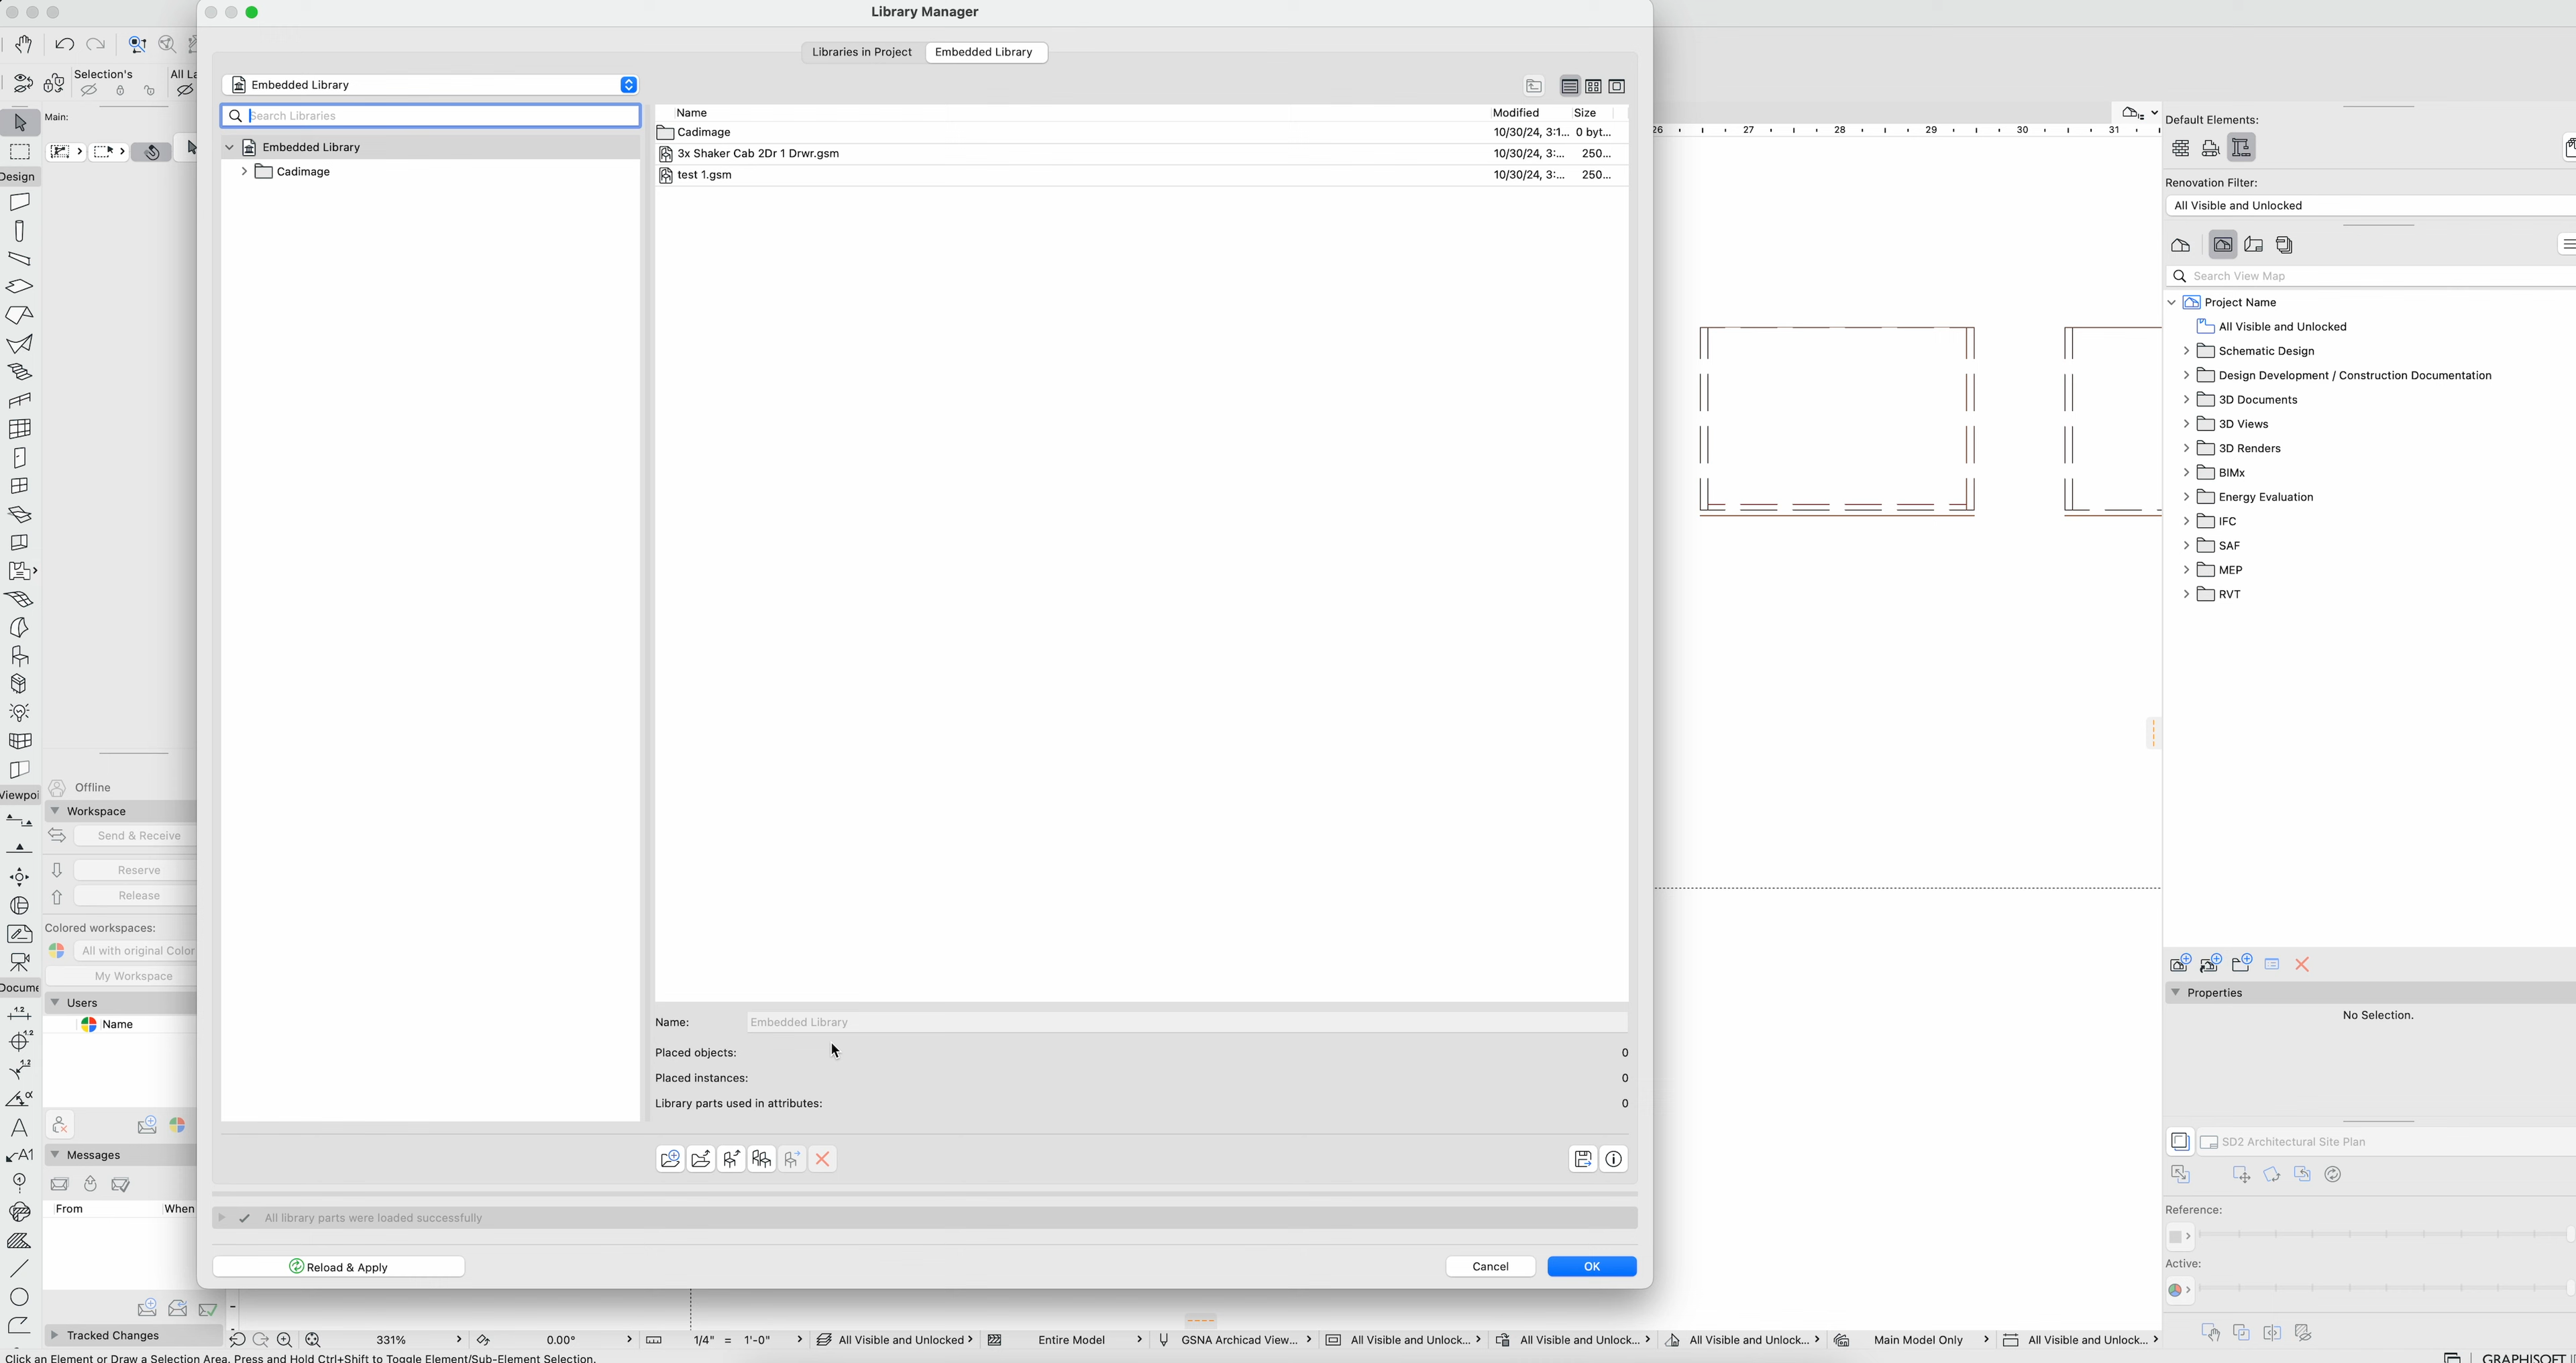 Library Manager
Libraries in Project
Embedded Library
Selection's
All La
Main:
Design
Embedded Library
Search Libraries
Embedded Library
Cadimage
Name
Modified
Size
Cadimage
10/30/24, 3:1...
0 byt...
3x Shaker Cab 2Dr 1 Drwr.gsm
10/30/24, 3:...
250...
test 1.gsm
10/30/24, 3:...
250...
Name:
Embedded Library
Placed objects:
0
Placed instances:
0
Library parts used in attributes:
0
All library parts were loaded successfully
Reload & Apply
Cancel
OK
Offline
Viewpoi
Workspace
Send & Receive
Reserve
Release
Colored workspaces:
All with original Color
My Workspace
Docume
Users
Name
Messages
From
When
Tracked Changes
26
27
28
29
30
31
Default Elements:
Renovation Filter:
All Visible and Unlocked
Search View Map
Project Name
All Visible and Unlocked
Schematic Design
Design Development / Construction Documentation
3D Documents
3D Views
3D Renders
BIMx
Energy Evaluation
IFC
SAF
MEP
RVT
Properties
No Selection.
SD2 Architectural Site Plan
Reference:
Active:
331%
0.00°
1/4" = 1'-0"
All Visible and Unlocked
Entire Model
GSNA Archicad View...
All Visible and Unlock...
All Visible and Unlock...
All Visible and Unlock...
Main Model Only
All Visible and Unlock...
Click an Element or Draw a Selection Area. Press and Hold Ctrl+Shift to Toggle Element/Sub-Element Selection.
GRAPHISOFT